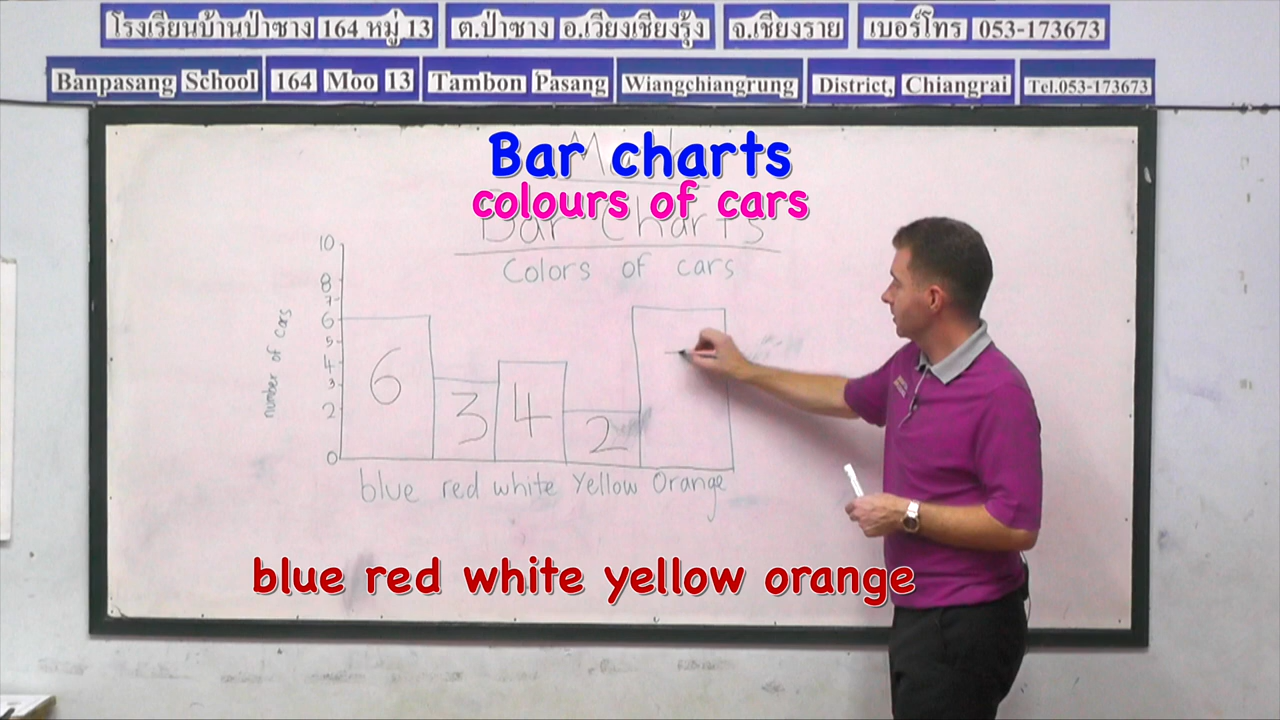 โรงเรียนบ้านป่าซาง 164 หมู่ 13 ต.ป่าซาง อ.เวียงเชียงรุ้ง จ.เชียงราย เบอร์โทร 053-173673
Banpasang School 164 Moo 13 Tambon Pasang Wiangchiangrung District, Chiangrai Tel.053-173673
Bar charts
colours of cars
Bar Charts
Colors of cars
number of cars
10
8
7
6
5
4
3
2
0
6 3 4 2
blue red white Yellow Orange
blue red white yellow orange